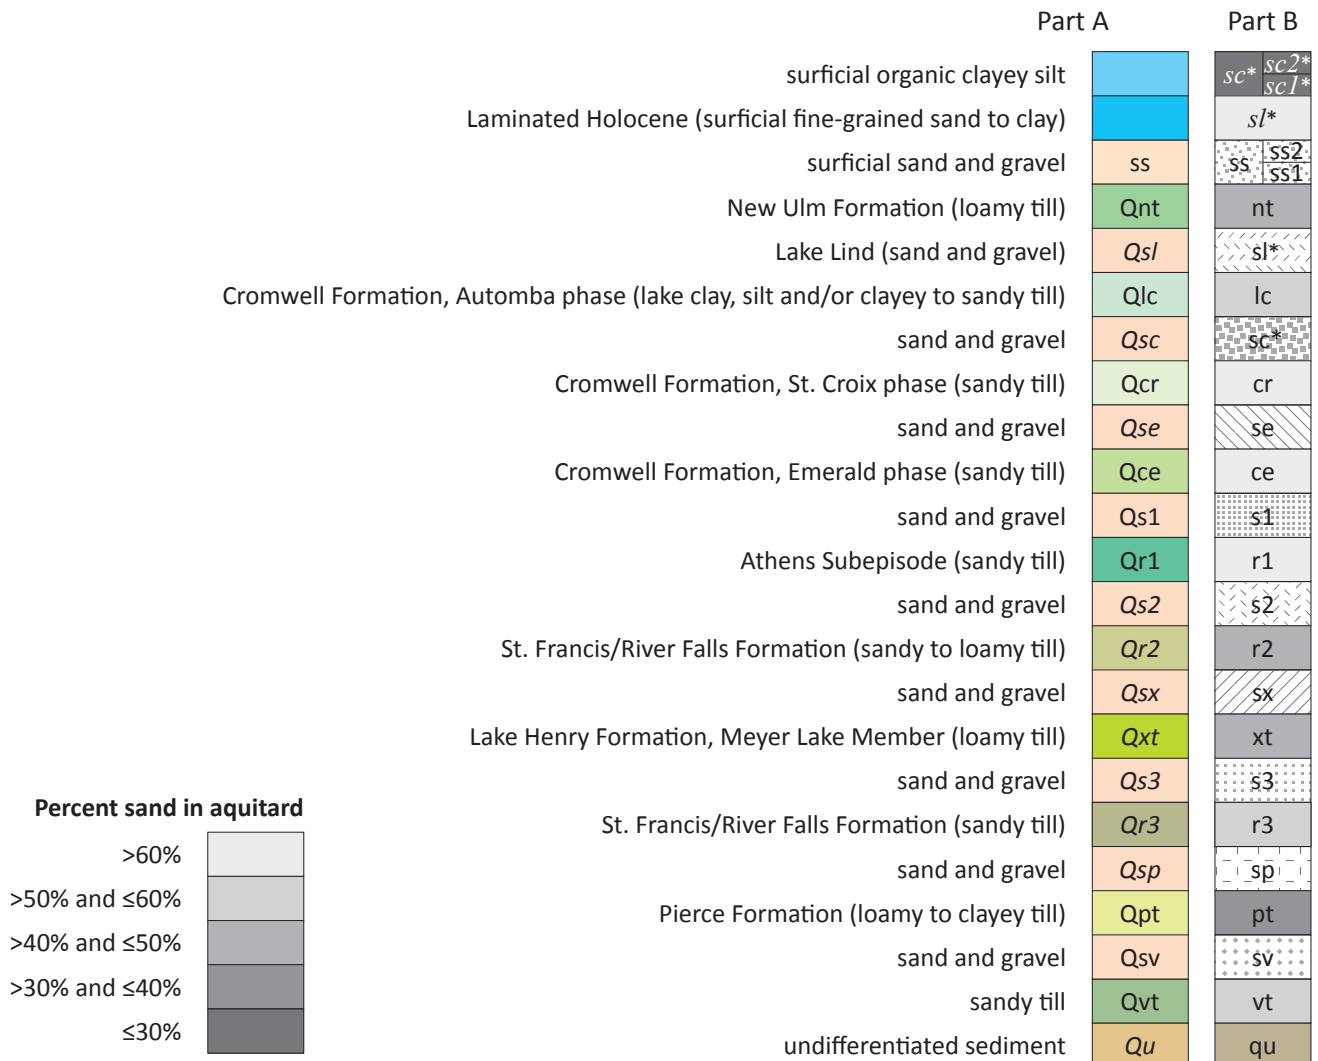 Part A Part B
surficial organic clayey silt sc* sc2* sc1*
Laminated Holocene (surficial fine-grained sand to clay) sl*
surficial sand and gravel ss ss ss2 ss1
New Ulm Formation (loamy till) Qnt nt
Lake Lind (sand and gravel) Qsl sl*
Cromwell Formation, Automba phase (lake clay, silt and/or clayey to sandy till) Qlc lc
sand and gravel Qsc sc*
Cromwell Formation, St. Croix phase (sandy till) Qcr cr
sand and gravel Qse se
Cromwell Formation, Emerald phase (sandy till) Qce ce
sand and gravel Qs1 s1
Athens Subepisode (sandy till) Qr1 r1
sand and gravel Qs2 s2
St. Francis/River Falls Formation (sandy to loamy till) Qr2 r2
sand and gravel Qsx sx
Lake Henry Formation, Meyer Lake Member (loamy till) Qxt xt
sand and gravel Qs3 s3
St. Francis/River Falls Formation (sandy till) Qr3 r3
sand and gravel Qsp sp
Pierce Formation (loamy to clayey till) Qpt pt
sand and gravel Qsv sv
sandy till Qvt vt
undifferentiated sediment Qu qu
Percent sand in aquitard
>60%
>50% and ≤60%
>40% and ≤50%
>30% and ≤40%
≤30%